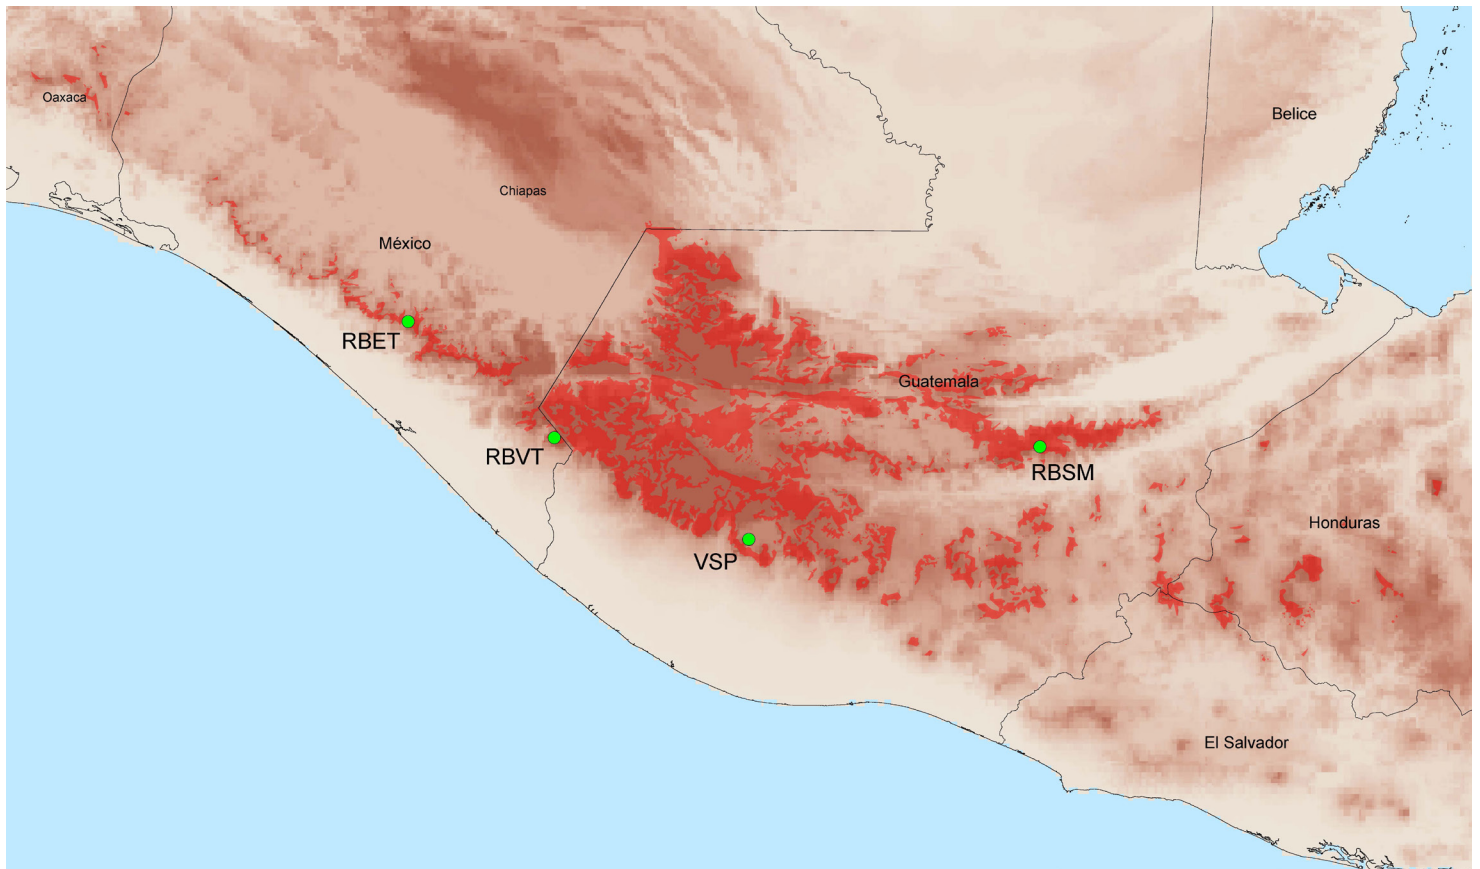 Oaxaca
Belice
Chiapas
México
RBET
Guatemala
RBVT
RBSM
Honduras
VSP
El Salvador